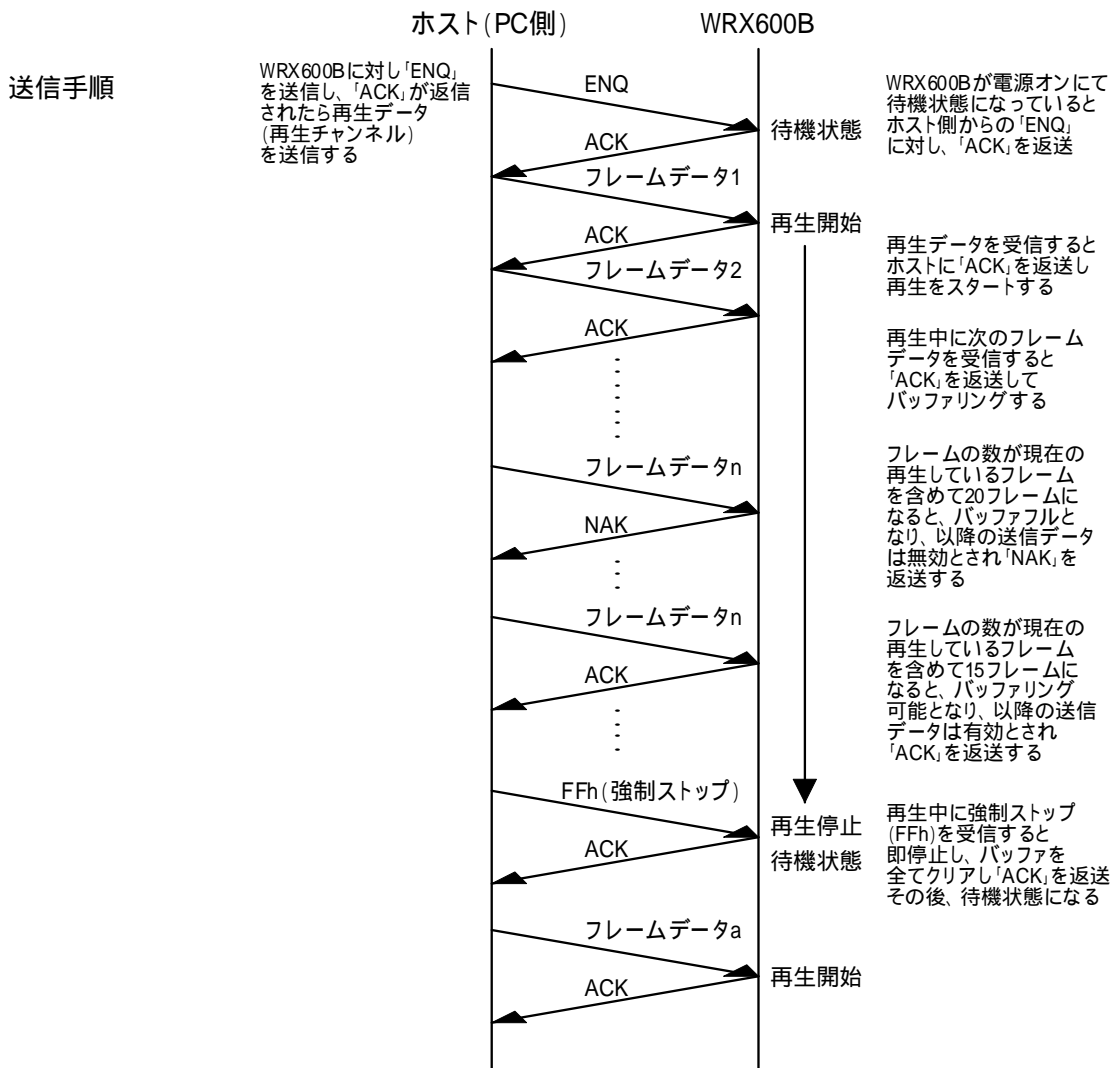 ホスト(PC側)
WRX600B
送信手順
WRX600Bに対し「ENQ」
を送信し、「ACK」が返信
されたら再生データ
(再生チャンネル)
を送信する
ENQ
WRX600Bが電源オンにて
待機状態になっていると
ホスト側からの「ENQ」
に対し、「ACK」を返送
待機状態
ACK
フレームデータ1
再生開始
ACK
フレームデータ2
再生データを受信すると
ホストに「ACK」を返送し
再生をスタートする
ACK
再生中に次のフレーム
データを受信すると
「ACK」を返送して
バッファリングする
フレームデータn
NAK
フレームの数が現在の
再生しているフレーム
を含めて20フレームに
なると、バッファフルと
なり、以降の送信データ
は無効とされ「NAK」を
返送する
フレームデータn
ACK
フレームの数が現在の
再生しているフレーム
を含めて15フレームに
なると、バッファリング
可能となり、以降の送信
データは有効とされ
「ACK」を返送する
FFh(強制ストップ)
再生停止
ACK
待機状態
再生中に強制ストップ
(FFh)を受信すると
即停止し、バッファを
全てクリアし「ACK」を返送
その後、待機状態になる
フレームデータa
再生開始
ACK